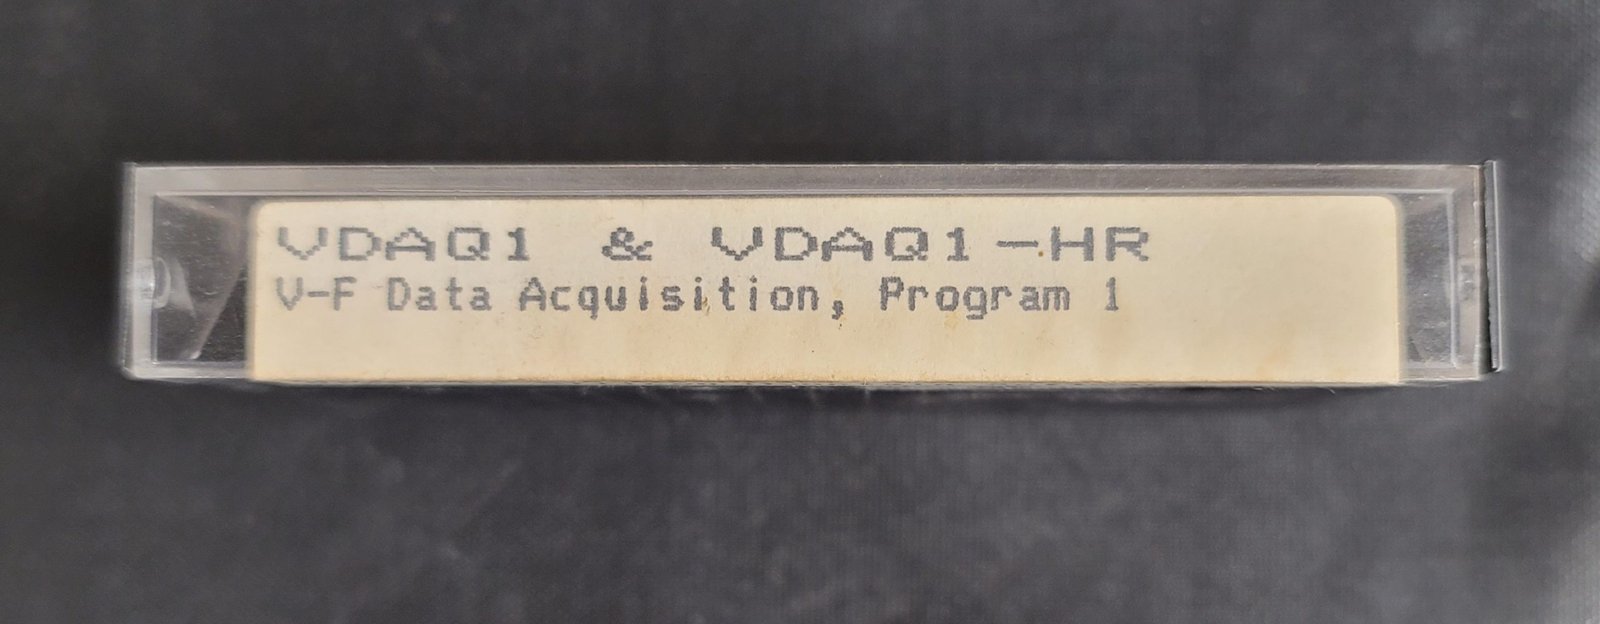 VDAQ1 & VDAQ1-HR
V-F Data Acquisition, Program 1